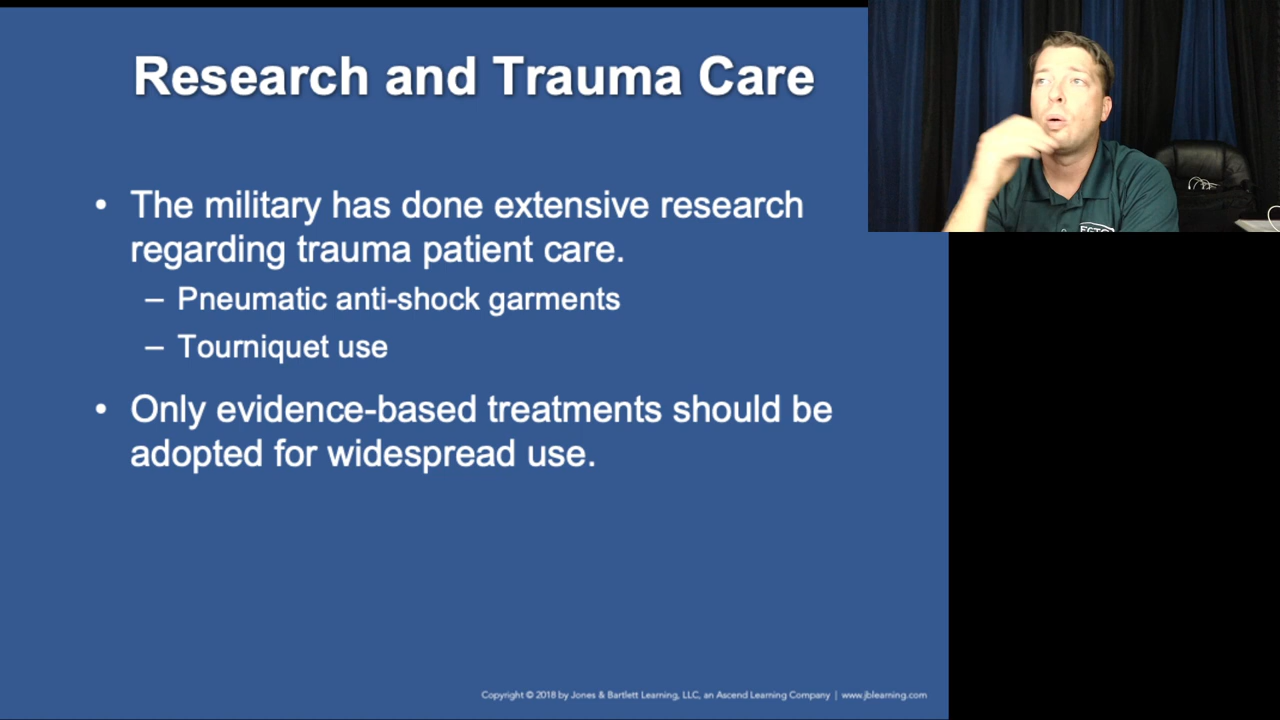 Research and Trauma Care
• The military has done extensive research
regarding trauma patient care.
– Pneumatic anti-shock garments
– Tourniquet use
• Only evidence-based treatments should be
adopted for widespread use.
Copyright © 2018 by Jones & Bartlett Learning, LLC, an Ascend Learning Company | www.jblearning.com